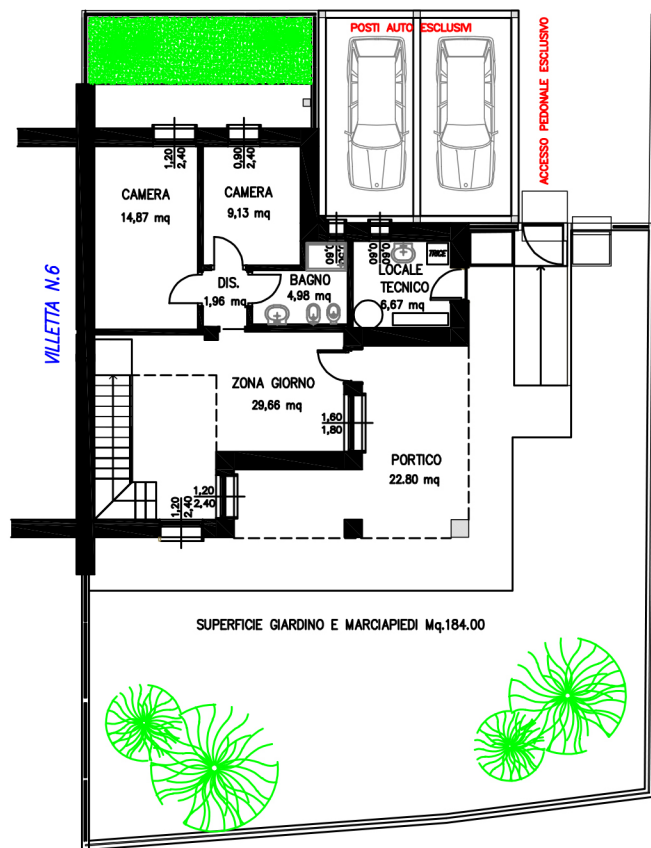 POSTI AUTO ESCLUSIVI
ACCESSO PEDONALE ESCLUSIVO
1,20
2,40
0,90
2,40
CAMERA
14,87 mq
CAMERA
9,13 mq
0,60
0,60
0,60
TRICE
LOCALE
TECNICO
6,67 mq
DIS.
1,96 mq
BAGNO
4,98 mq
VILLETTA N.6
ZONA GIORNO
29,66 mq
1,60
1,80
PORTICO
22.80 mq
1,20
2,40
1,20
2,40
SUPERFICIE GIARDINO E MARCIAPIEDI Mq.184.00